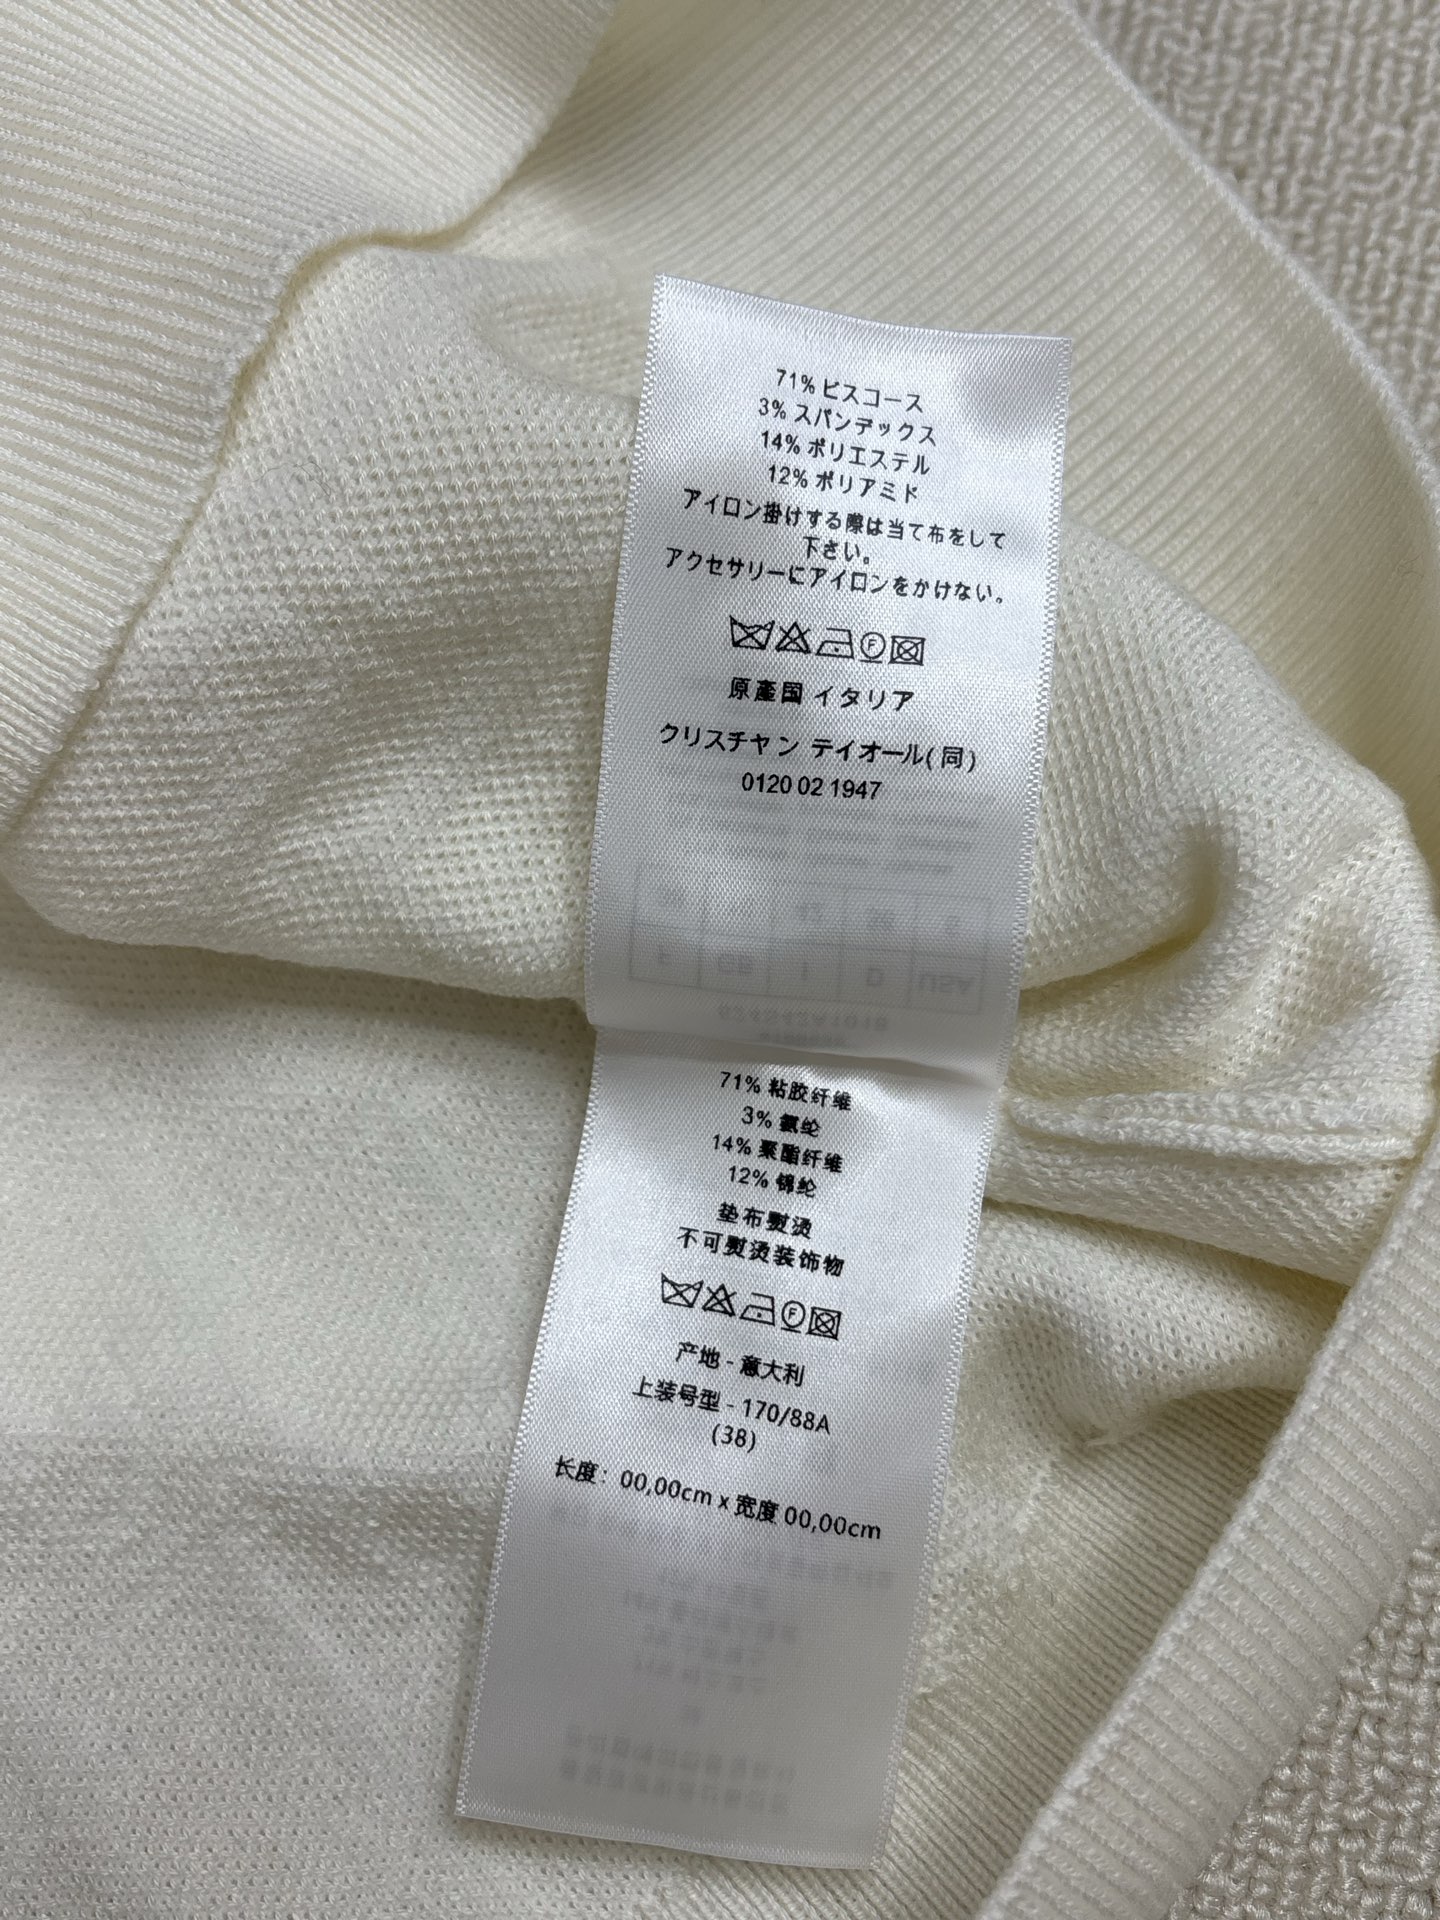 71% ビスコース
3% スパンデックス
14% ポリエステル
12% ポリアミド
アイロン掛けする際は当て布をして
下さい。
アクセサリーにアイロンをかけない。
F
原産国 イタリア
クリスチャン ディオール(同)
0120 02 1947
F GB I D USA
71% 粘胶纤维
3% 氨纶
14% 聚酯纤维
12% 锦纶
垫布熨烫
不可熨烫装饰物
F
产地 - 意大利
上装号型 - 170/88A
(38)
长度：00,00cm x 宽度 00,00cm